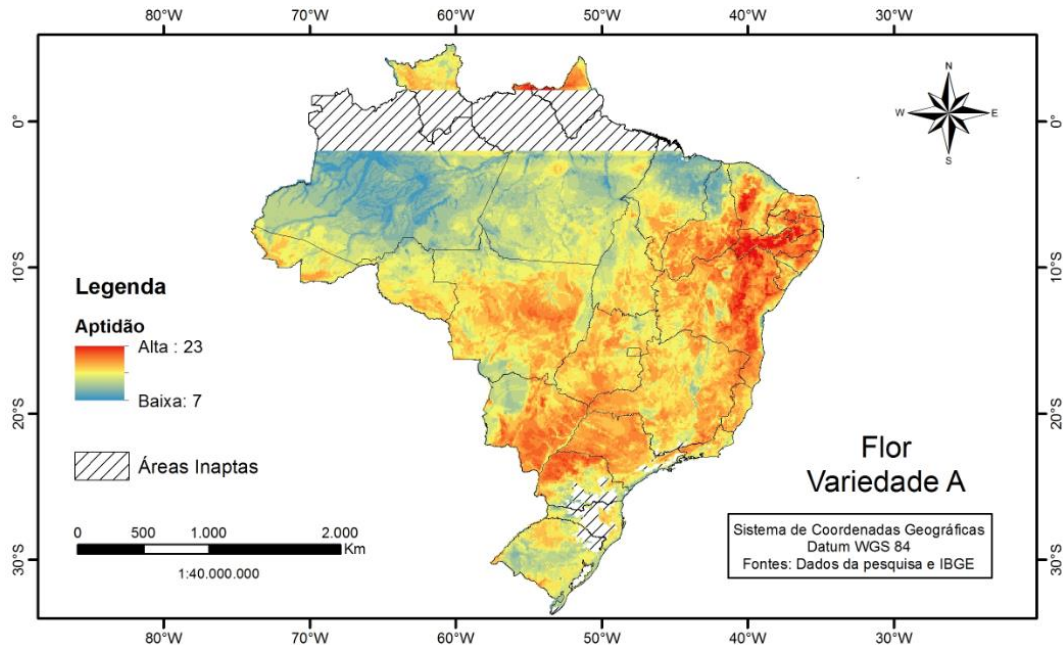 80°W 70°W 60°W 50°W 40°W 30°W
N
W E
S
0° 0°
10°S 10°S
20°S 20°S
30°S 30°S
Legenda
Aptidão
Alta : 23
Baixa: 7
Áreas Inaptas
0 500 1.000 2.000
Km
1:40.000.000
Flor
Variedade A
Sistema de Coordenadas Geográficas
Datum WGS 84
Fontes: Dados da pesquisa e IBGE
80°W 70°W 60°W 50°W 40°W 30°W